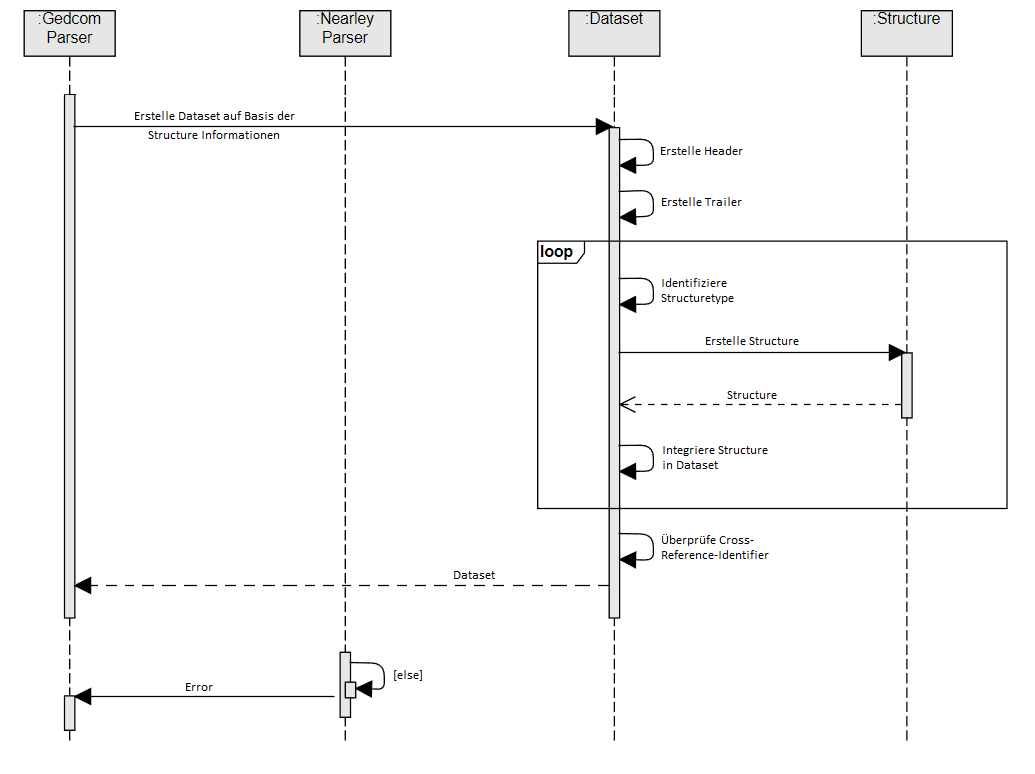 :Gedcom
Parser
:Nearley
Parser
:Dataset
:Structure
Erstelle Dataset auf Basis der
Structure Informationen
Erstelle Header
Erstelle Trailer
loop
Identifiziere
Structuretype
Erstelle Structure
Structure
Integriere Structure
in Dataset
Überprüfe Cross-
Reference-Identifier
Dataset
[else]
Error